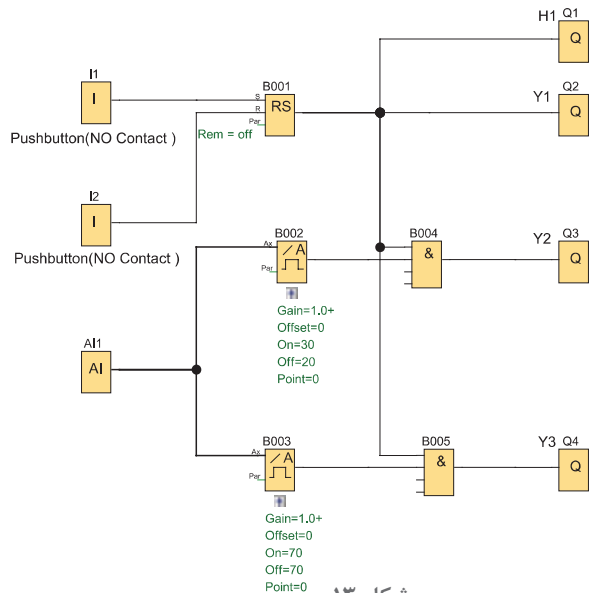 H1 Q1
Q
I1
I
Pushbutton(NO Contact )
B001
S
R
Par
RS
Rem = off
Y1 Q2
Q
I2
I
Pushbutton(NO Contact )
B002
Ax
Par
/A
Gain=1.0+
Offset=0
On=30
Off=20
Point=0
B004
&
Y2 Q3
Q
AI1
AI
B003
Ax
Par
/A
Gain=1.0+
Offset=0
On=70
Off=70
Point=0
B005
&
Y3 Q4
Q